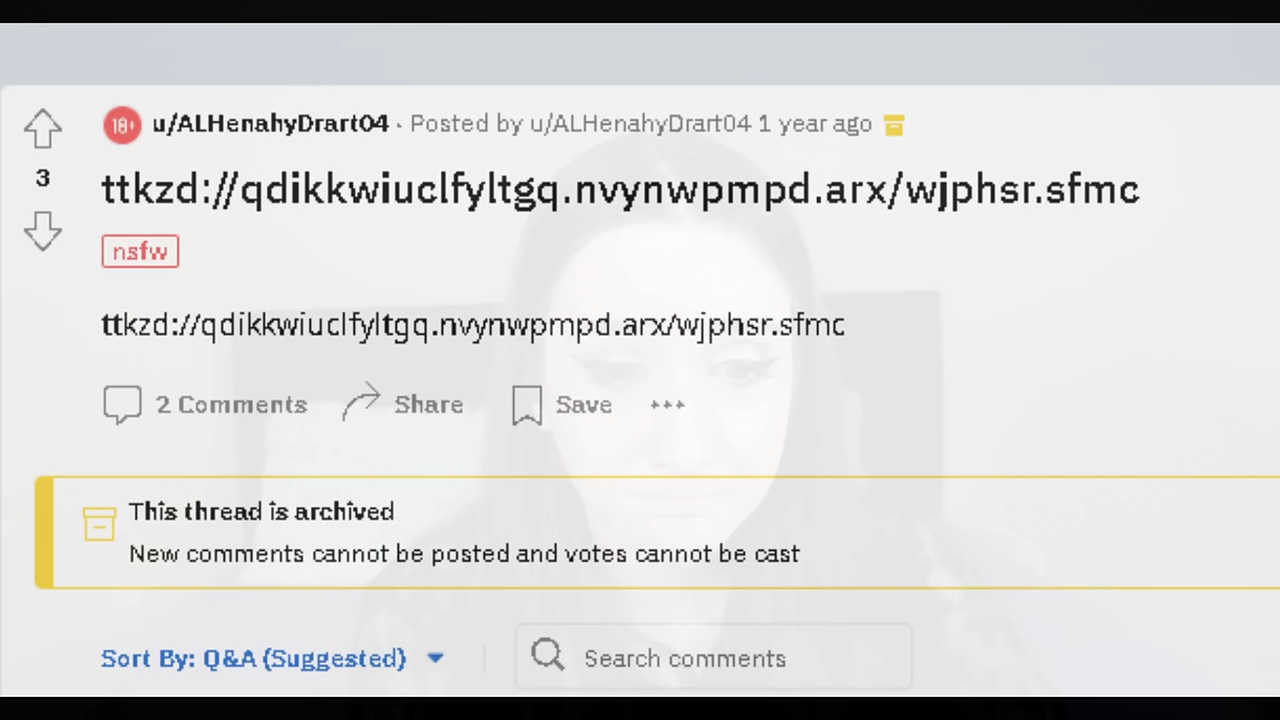 18+ u/ALHenahyDrart04 · Posted by u/ALHenahyDrart04 1 year ago
3
ttkzd://qdikkwiuclfyltgq.nvynwpmpd.arx/wjphsr.sfmc
nsfw
ttkzd://qdikkwiuclfyltgq.nvynwpmpd.arx/wjphsr.sfmc
2 Comments Share Save
This thread is archived
New comments cannot be posted and votes cannot be cast
Sort By: Q&A (Suggested) Search comments